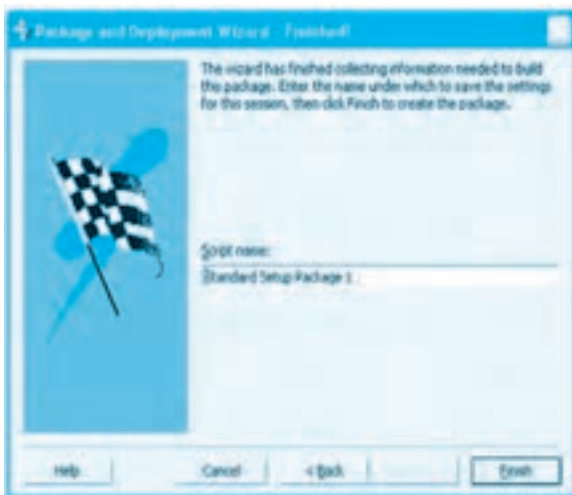 Package and Deployment Wizard - Finished!
The wizard has finished collecting information needed to build
this package. Enter the name under which to save the settings
for this session, then click Finish to create the package.
Script name:
Standard Setup Package 1
Help
Cancel
< Back
Finish